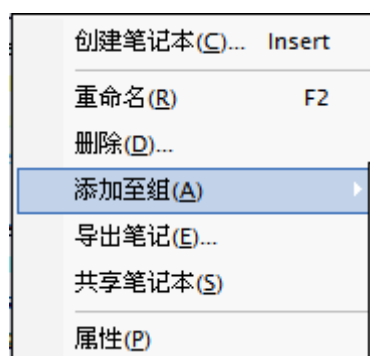 创建笔记本(C)... Insert
重命名(R) F2
删除(D)...
添加至组(A)
导出笔记(E)...
共享笔记本(S)
属性(P)